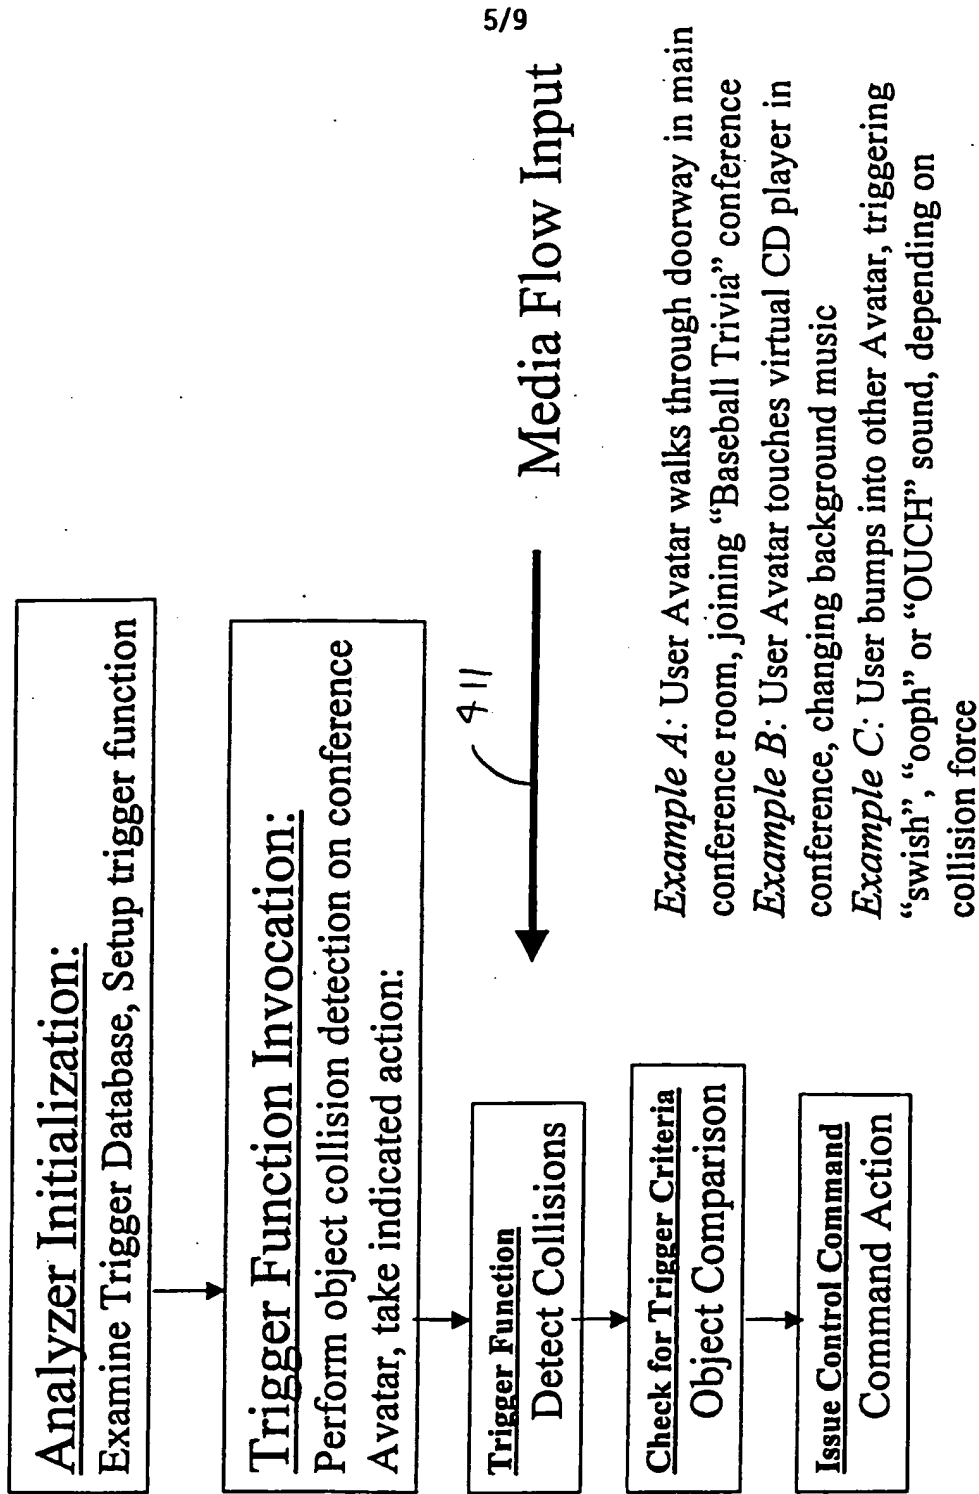 5/9
Analyzer Initialization:
Examine Trigger Database, Setup trigger function
Trigger Function Invocation:
Perform object collision detection on conference
Avatar, take indicated action:
Trigger Function
Detect Collisions
Check for Trigger Criteria
Object Comparison
Issue Control Command
Command Action
411
Media Flow Input
Example A: User Avatar walks through doorway in main
conference room, joining “Baseball Trivia” conference
Example B: User Avatar touches virtual CD player in
conference, changing background music
Example C: User bumps into other Avatar, triggering
“swish”, “ooph” or “OUCH” sound, depending on
collision force